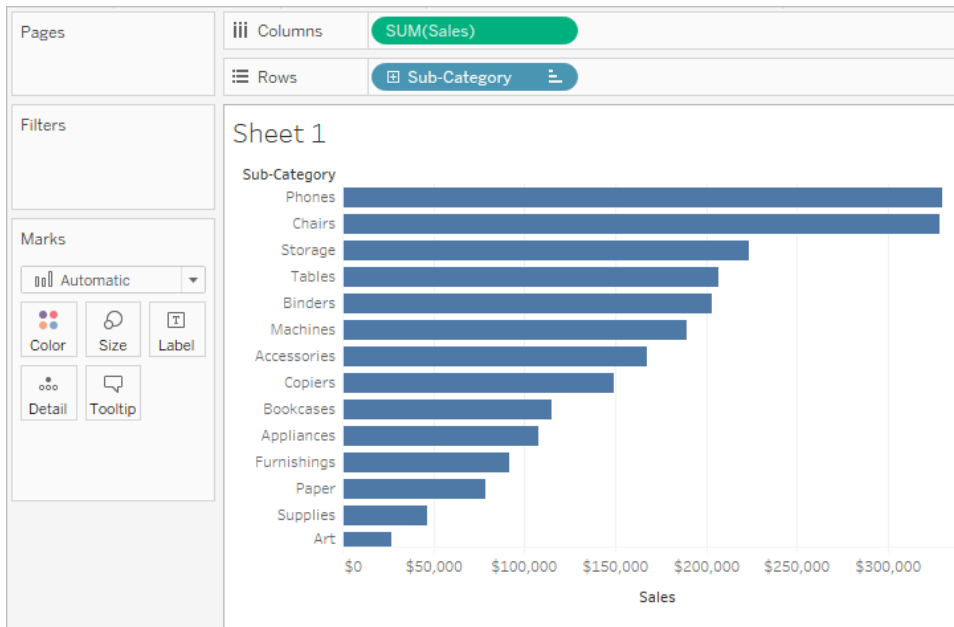 Pages
Columns
SUM(Sales)
Rows
Sub-Category
Filters
Marks
Automatic
Color
Size
T
Label
Detail
Tooltip
Sheet 1
Sub-Category
Phones
Chairs
Storage
Tables
Binders
Machines
Accessories
Copiers
Bookcases
Appliances
Furnishings
Paper
Supplies
Art
$0 $50,000 $100,000 $150,000 $200,000 $250,000 $300,000
Sales